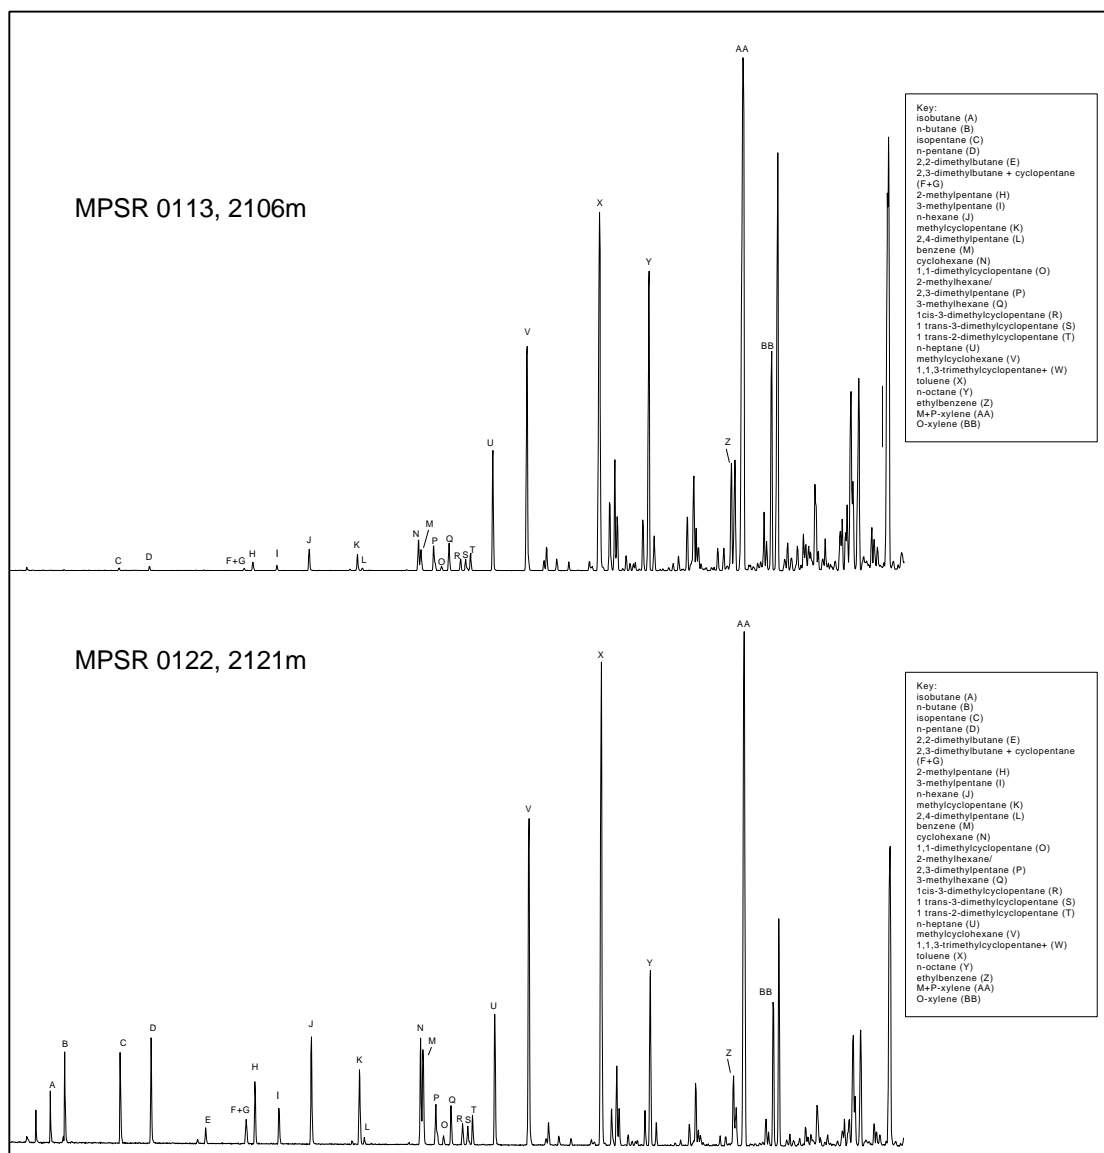 AA
Key:
isobutane (A)
n-butane (B)
isopentane (C)
n-pentane (D)
2,2-dimethylbutane (E)
2,3-dimethylbutane + cyclopentane
(F+G)
2-methylpentane (H)
3-methylpentane (I)
n-hexane (J)
methylcyclopentane (K)
2,4-dimethylpentane (L)
benzene (M)
cyclohexane (N)
1,1-dimethylcyclopentane (O)
2-methylhexane/
2,3-dimethylpentane (P)
3-methylhexane (Q)
1cis-3-dimethylcyclopentane (R)
1 trans-3-dimethylcyclopentane (S)
1 trans-2-dimethylcyclopentane (T)
n-heptane (U)
methylcyclohexane (V)
1,1,3-trimethylcyclopentane+ (W)
toluene (X)
n-octane (Y)
ethylbenzene (Z)
M+P-xylene (AA)
O-xylene (BB)
MPSR 0113, 2106m
X
Y
V
BB
U
Z
N M
J
K
P
Q
C D F+G H I L O R S T
MPSR 0122, 2121m
AA
X
Key:
isobutane (A)
n-butane (B)
isopentane (C)
n-pentane (D)
2,2-dimethylbutane (E)
2,3-dimethylbutane + cyclopentane
(F+G)
2-methylpentane (H)
3-methylpentane (I)
n-hexane (J)
methylcyclopentane (K)
2,4-dimethylpentane (L)
benzene (M)
cyclohexane (N)
1,1-dimethylcyclopentane (O)
2-methylhexane/
2,3-dimethylpentane (P)
3-methylhexane (Q)
1cis-3-dimethylcyclopentane (R)
1 trans-3-dimethylcyclopentane (S)
1 trans-2-dimethylcyclopentane (T)
n-heptane (U)
methylcyclohexane (V)
1,1,3-trimethylcyclopentane+ (W)
toluene (X)
n-octane (Y)
ethylbenzene (Z)
M+P-xylene (AA)
O-xylene (BB)
V
Y
BB
U
B C D J N M
K
Z
A H I
P Q
E F+G L O R S T